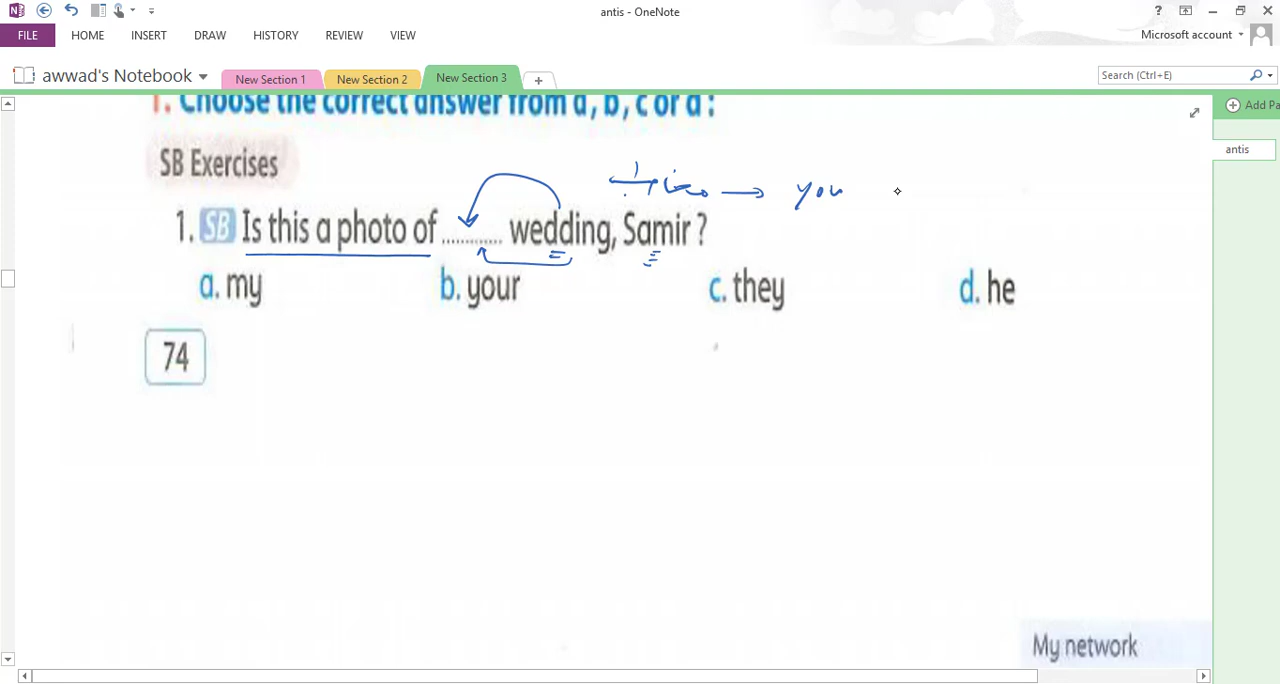 antis - OneNote
FILE HOME INSERT DRAW HISTORY REVIEW VIEW
Microsoft account
awwad's Notebook New Section 1 New Section 2 New Section 3
Search (Ctrl+E)
1. Choose the correct answer from a, b, c or d :
Add Pa
antis
SB Exercises
you
1. SB Is this a photo of ............ wedding, Samir ?
a. my b. your c. they d. he
74
My network